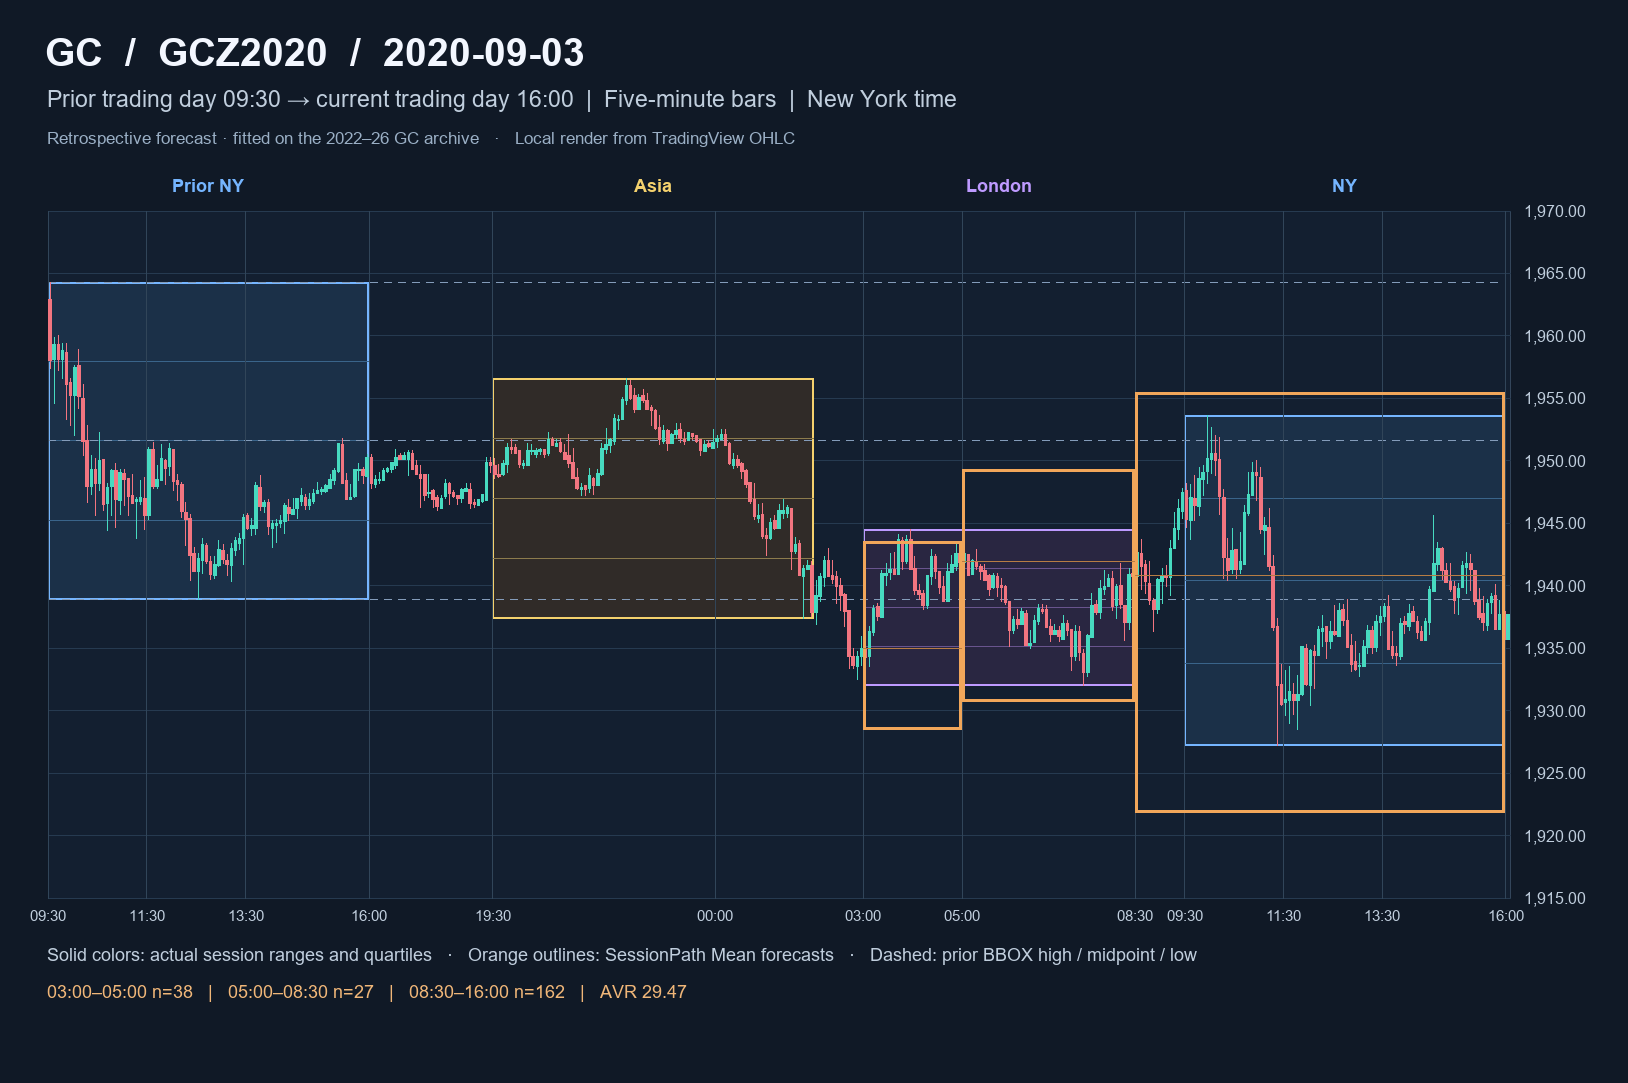 GC / GCZ2020 / 2020-09-03
Prior trading day 09:30 → current trading day 16:00 | Five-minute bars | New York time
Retrospective forecast · fitted on the 2022–26 GC archive · Local render from TradingView OHLC
Prior NY Asia London NY
1,970.00
1,965.00
1,960.00
1,955.00
1,950.00
1,945.00
1,940.00
1,935.00
1,930.00
1,925.00
1,920.00
1,915.00
09:30 11:30 13:30 16:00 19:30 00:00 03:00 05:00 08:30 09:30 11:30 13:30 16:00
Solid colors: actual session ranges and quartiles · Orange outlines: SessionPath Mean forecasts · Dashed: prior BBOX high / midpoint / low
03:00–05:00 n=38 | 05:00–08:30 n=27 | 08:30–16:00 n=162 | AVR 29.47